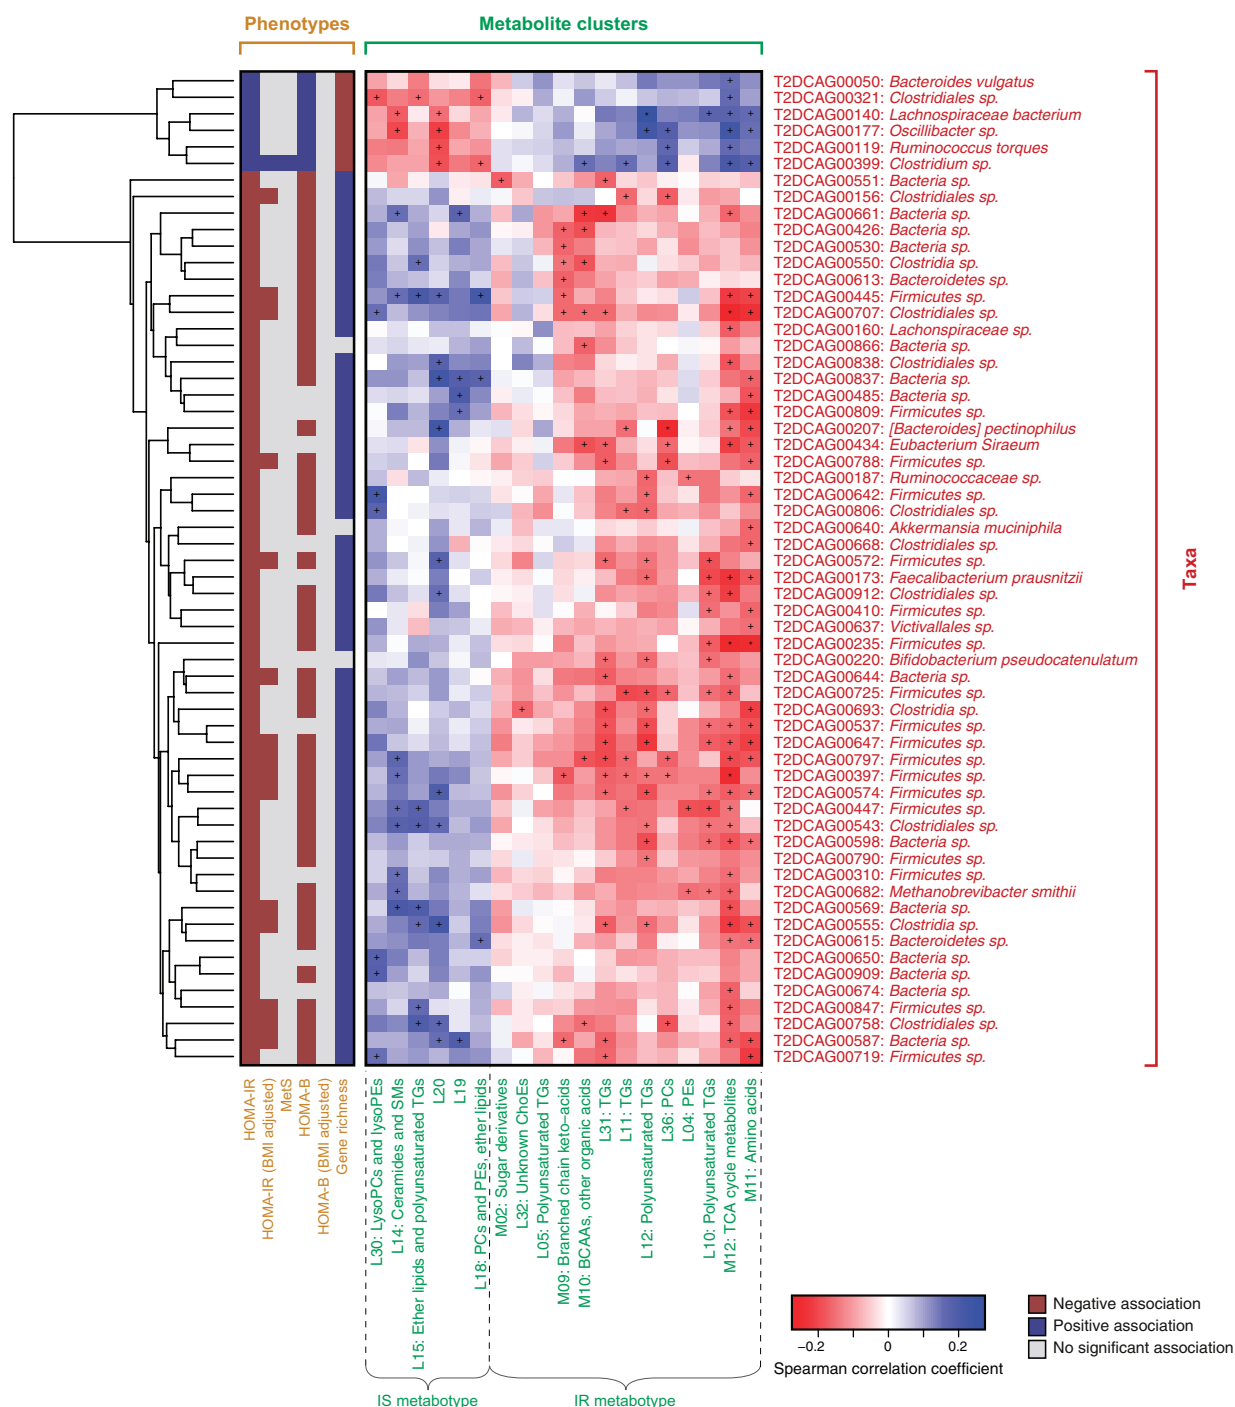 Phenotypes
Metabolite clusters
T2DCAG00050: Bacteroides vulgatus
T2DCAG00321: Clostridiales sp.
T2DCAG00140: Lachnospiraceae bacterium
T2DCAG00177: Oscillibacter sp.
T2DCAG00119: Ruminococcus torques
T2DCAG00399: Clostridium sp.
T2DCAG00551: Bacteria sp.
T2DCAG00156: Clostridiales sp.
T2DCAG00661: Bacteria sp.
T2DCAG00426: Bacteria sp.
T2DCAG00530: Bacteria sp.
T2DCAG00550: Clostridia sp.
T2DCAG00613: Bacteroidetes sp.
T2DCAG00445: Firmicutes sp.
T2DCAG00707: Clostridiales sp.
T2DCAG00160: Lachonspiraceae sp.
T2DCAG00866: Bacteria sp.
T2DCAG00838: Clostridiales sp.
T2DCAG00837: Bacteria sp.
T2DCAG00485: Bacteria sp.
T2DCAG00809: Firmicutes sp.
T2DCAG00207: [Bacteroides] pectinophilus
T2DCAG00434: Eubacterium Siraeum
T2DCAG00788: Firmicutes sp.
T2DCAG00187: Ruminococcaceae sp.
T2DCAG00642: Firmicutes sp.
T2DCAG00806: Clostridiales sp.
T2DCAG00640: Akkermansia muciniphila
T2DCAG00668: Clostridiales sp.
T2DCAG00572: Firmicutes sp.
T2DCAG00173: Faecalibacterium prausnitzii
T2DCAG00912: Clostridiales sp.
T2DCAG00410: Firmicutes sp.
T2DCAG00637: Victivallales sp.
T2DCAG00235: Firmicutes sp.
T2DCAG00220: Bifidobacterium pseudocatenulatum
T2DCAG00644: Bacteria sp.
T2DCAG00725: Firmicutes sp.
T2DCAG00693: Clostridia sp.
T2DCAG00537: Firmicutes sp.
T2DCAG00647: Firmicutes sp.
T2DCAG00797: Firmicutes sp.
T2DCAG00397: Firmicutes sp.
T2DCAG00574: Firmicutes sp.
T2DCAG00447: Firmicutes sp.
T2DCAG00543: Clostridiales sp.
T2DCAG00598: Bacteria sp.
T2DCAG00790: Firmicutes sp.
T2DCAG00310: Firmicutes sp.
T2DCAG00682: Methanobrevibacter smithii
T2DCAG00569: Bacteria sp.
T2DCAG00555: Clostridia sp.
T2DCAG00615: Bacteroidetes sp.
T2DCAG00650: Bacteria sp.
T2DCAG00909: Bacteria sp.
T2DCAG00674: Bacteria sp.
T2DCAG00847: Firmicutes sp.
T2DCAG00758: Clostridiales sp.
T2DCAG00587: Bacteria sp.
T2DCAG00719: Firmicutes sp.
Taxa
HOMA-IR
HOMA-IR (BMI adjusted)
MetS
HOMA-B
HOMA-B (BMI adjusted)
Gene richness
L30: LysoPCs and lysoPEs
L14: Ceramides and SMs
L15: Ether lipids and polyunsaturated TGs
L20
L19
L18: PCs and PEs, ether lipids
M02: Sugar derivatives
L32: Unknown ChoEs
L05: Polyunsaturated TGs
M09: Branched chain keto-acids
M10: BCAAs, other organic acids
L31: TGs
L11: TGs
L12: Polyunsaturated TGs
L36: PCs
L04: PEs
L10: Polyunsaturated TGs
M12: TCA cycle metabolites
M11: Amino acids
IS metabotype
IR metabotype
−0.2 0 0.2
Spearman correlation coefficient
Negative association
Positive association
No significant association